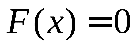 F(x) = 0